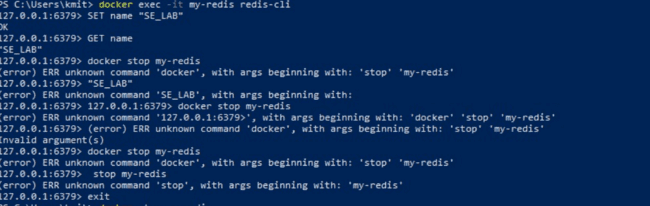 PS C:\Users\kmit> docker exec -it my-redis redis-cli
127.0.0.1:6379> SET name "SE_LAB"
OK
127.0.0.1:6379> GET name
"SE_LAB"
127.0.0.1:6379> docker stop my-redis
(error) ERR unknown command 'docker', with args beginning with: 'stop' 'my-redis'
127.0.0.1:6379> "SE_LAB"
(error) ERR unknown command 'SE_LAB', with args beginning with:
127.0.0.1:6379> 127.0.0.1:6379> docker stop my-redis
(error) ERR unknown command '127.0.0.1:6379>', with args beginning with: 'docker' 'stop' 'my-redis'
127.0.0.1:6379> (error) ERR unknown command 'docker', with args beginning with: 'stop' 'my-redis'
Invalid argument(s)
127.0.0.1:6379> docker stop my-redis
(error) ERR unknown command 'docker', with args beginning with: 'stop' 'my-redis'
127.0.0.1:6379>  stop my-redis
(error) ERR unknown command 'stop', with args beginning with: 'my-redis'
127.0.0.1:6379> exit